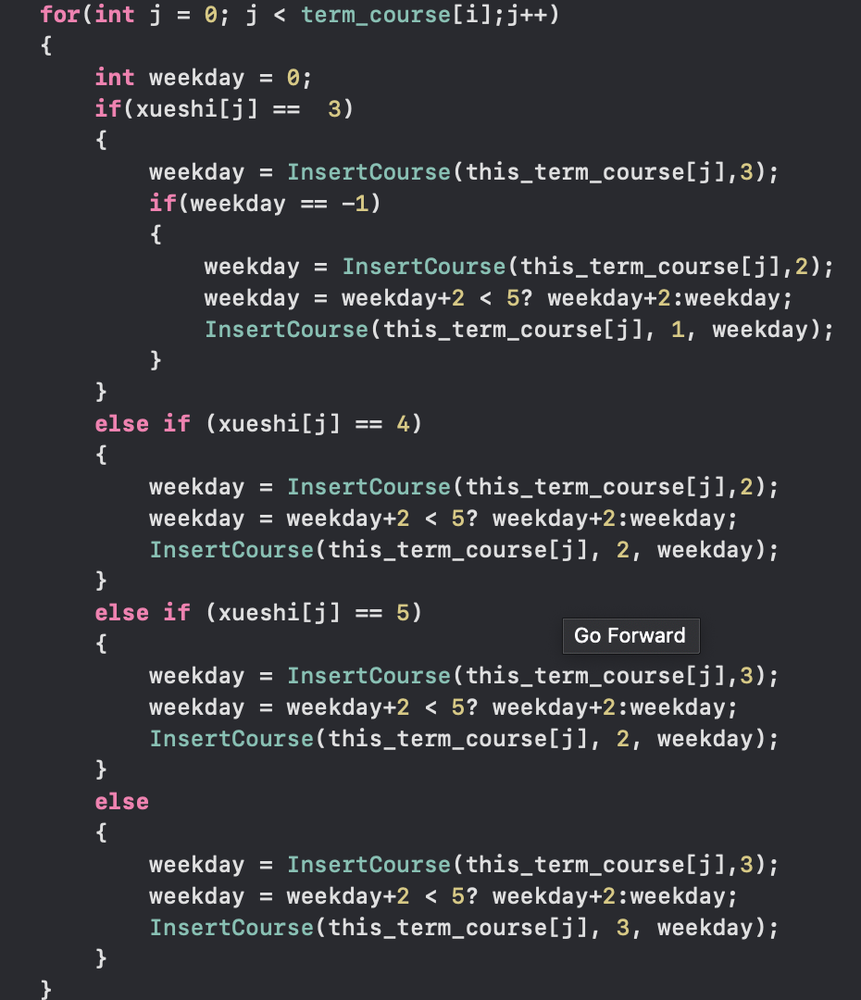 for(int j = 0; j < term_course[i];j++)
{
    int weekday = 0;
    if(xueshi[j] ==  3)
    {
        weekday = InsertCourse(this_term_course[j],3);
        if(weekday == -1)
        {
            weekday = InsertCourse(this_term_course[j],2);
            weekday = weekday+2 < 5? weekday+2:weekday;
            InsertCourse(this_term_course[j], 1, weekday);
        }
    }
    else if (xueshi[j] == 4)
    {
        weekday = InsertCourse(this_term_course[j],2);
        weekday = weekday+2 < 5? weekday+2:weekday;
        InsertCourse(this_term_course[j], 2, weekday);
    }
    else if (xueshi[j] == 5)
Go Forward
    {
        weekday = InsertCourse(this_term_course[j],3);
        weekday = weekday+2 < 5? weekday+2:weekday;
        InsertCourse(this_term_course[j], 2, weekday);
    }
    else
    {
        weekday = InsertCourse(this_term_course[j],3);
        weekday = weekday+2 < 5? weekday+2:weekday;
        InsertCourse(this_term_course[j], 3, weekday);
    }
}